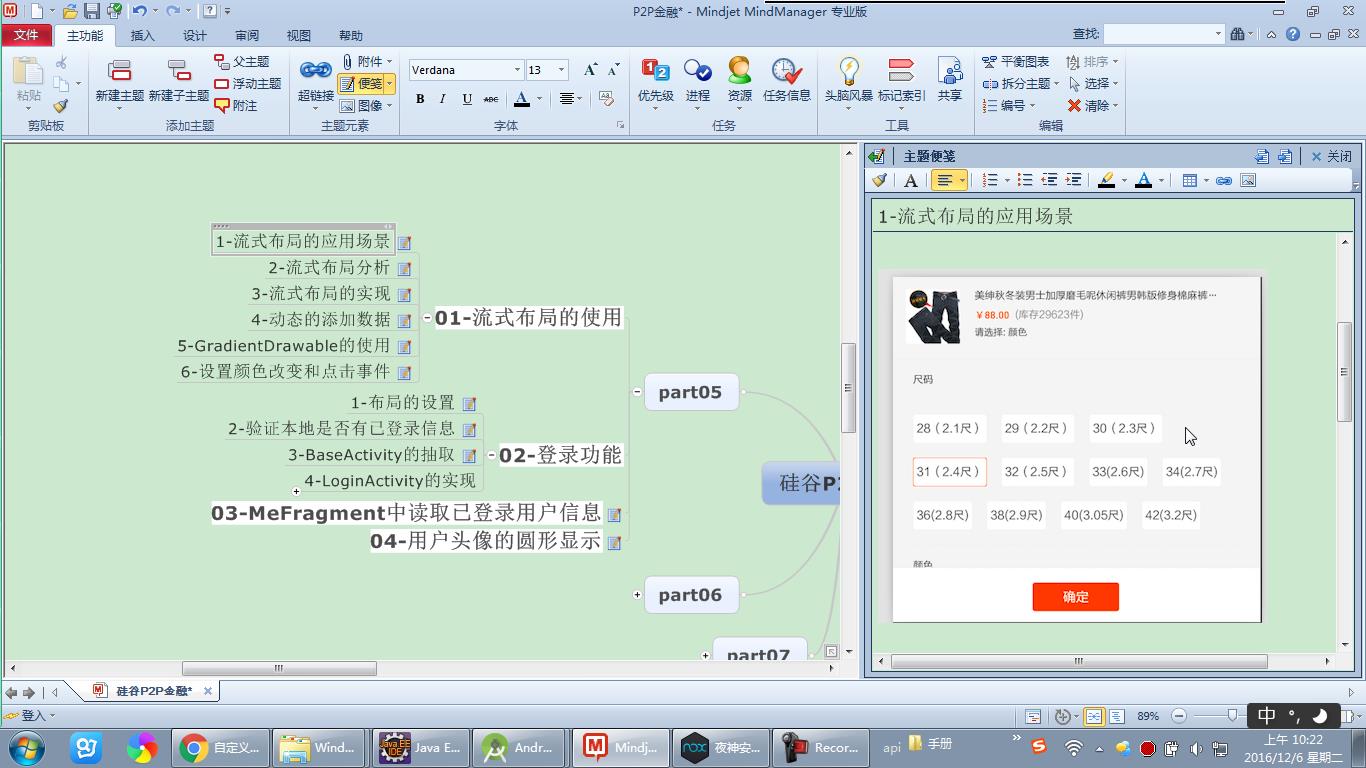 P2P金融* - Mindjet MindManager 专业版
文件 主功能 插入 设计 审阅 视图 帮助 查找:
粘贴 新建主题 新建子主题 父主题 浮动主题 附注 超链接 附件 便笺 图像
Verdana 13
B I U ABC A
优先级 进程 资源 任务信息 头脑风暴 标记索引 共享 平衡图表 拆分主题 编号 排序 选择 清除
剪贴板 添加主题 主题元素 字体 任务 工具 编辑
1-流式布局的应用场景
2-流式布局分析
3-流式布局的实现
4-动态的添加数据
5-GradientDrawable的使用
6-设置颜色改变和点击事件
01-流式布局的使用
1-布局的设置
2-验证本地是否有已登录信息
3-BaseActivity的抽取
4-LoginActivity的实现
02-登录功能
03-MeFragment中读取已登录用户信息
04-用户头像的圆形显示
part05
硅谷P2
part06
part07
主题便笺 关闭
1-流式布局的应用场景
美绅秋冬装男士加厚磨毛呢休闲裤男韩版修身棉麻裤…
￥88.00 (库存29623件)
请选择: 颜色
尺码
28（2.1尺） 29（2.2尺） 30（2.3尺）
31（2.4尺） 32（2.5尺） 33(2.6尺) 34(2.7尺)
36(2.8尺) 38(2.9尺) 40(3.05尺) 42(3.2尺)
颜色
确定
硅谷P2P金融*
登入 89% 中 °,
自定义... Wind... Java E... Andr... Mindj... 夜神安... Recor... api 手册
上午 10:22
2016/12/6 星期二